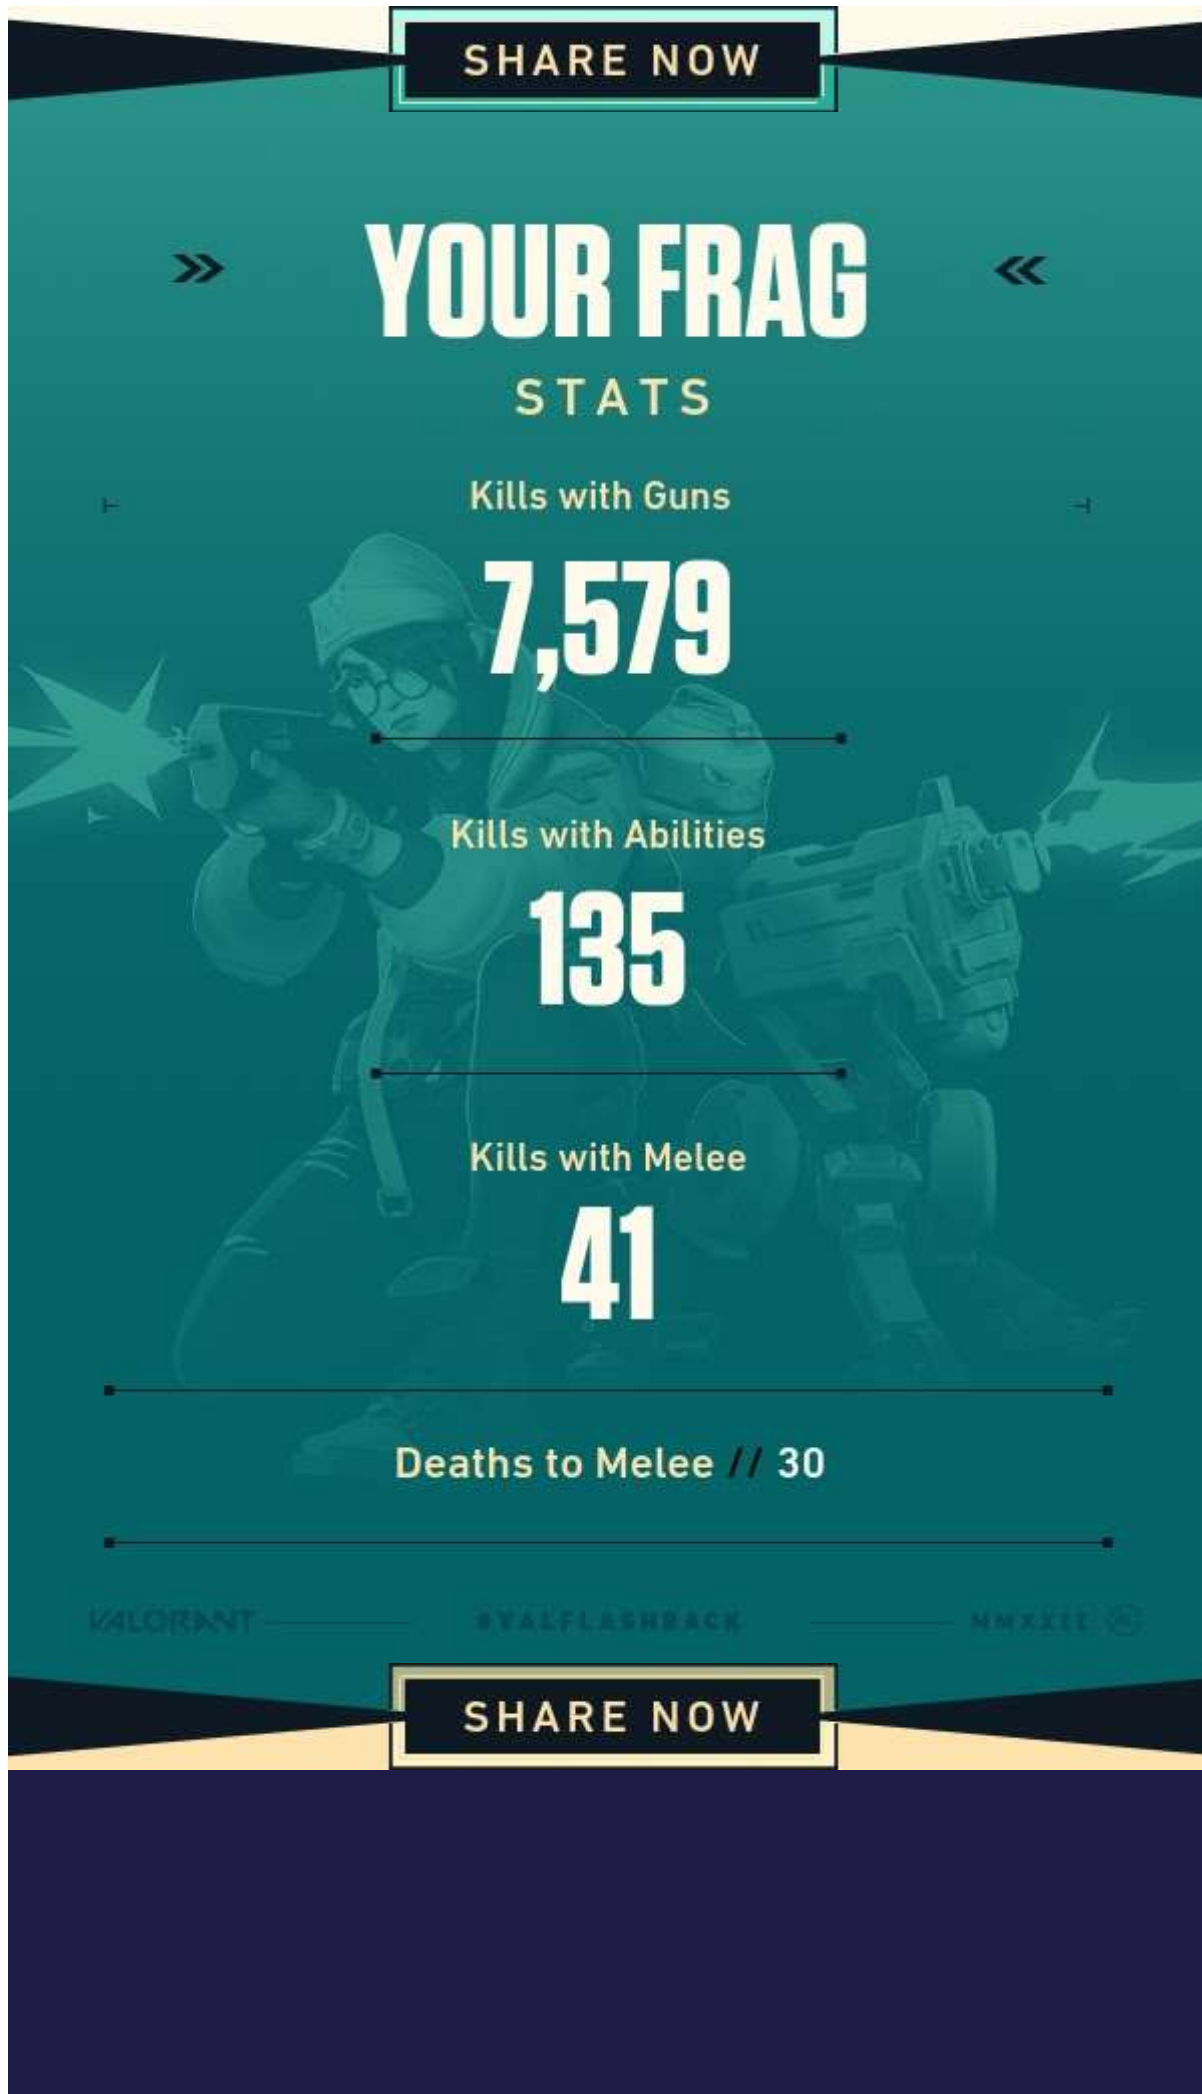 SHARE NOW
YOUR FRAG
STATS
Kills with Guns
7,579
Kills with Abilities
135
Kills with Melee
41
Deaths to Melee // 30
VALORANT #VALFLASHBACK MMXXII
SHARE NOW